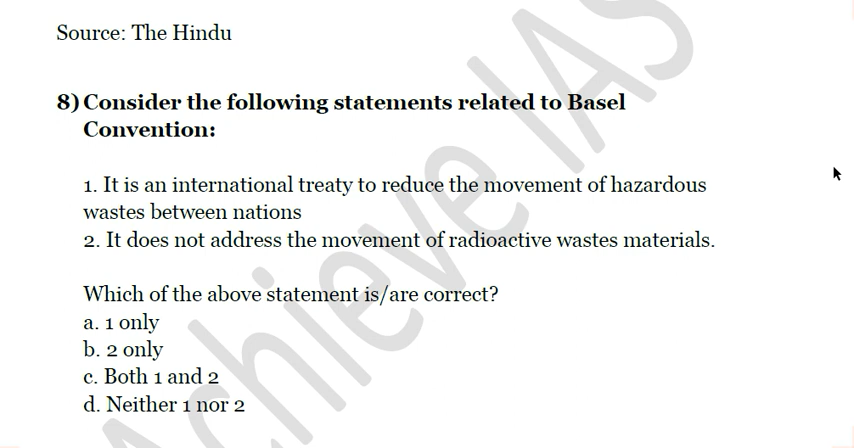 Source: The Hindu
8) Consider the following statements related to Basel
Convention:
1. It is an international treaty to reduce the movement of hazardous
wastes between nations
2. It does not address the movement of radioactive wastes materials.
Which of the above statement is/are correct?
a. 1 only
b. 2 only
c. Both 1 and 2
d. Neither 1 nor 2
Achieve IAS